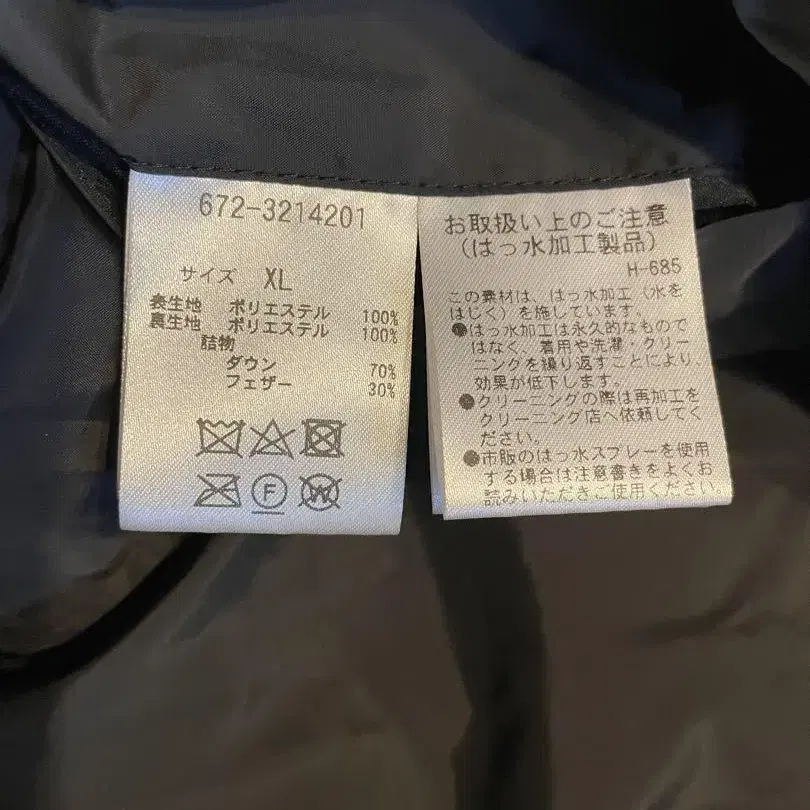 672-3214201
サイズ XL
表生地 ポリエステル 100%
裏生地 ポリエステル 100%
詰物
ダウン 70%
フェザー 30%
F
W
お取扱い上のご注意
(はっ水加工製品)
H-685
この素材は、はっ水加工(水を
はじく)を施しています。
●はっ水加工は永久的なもので
はなく、着用や洗濯・クリー
ニングを繰り返すことにより
効果が低下します。
●クリーニングの際は再加工を
クリーニング店へ依頼してく
ださい。
●市販のはっ水スプレーを使用
する場合は注意書きをよくお
読みいただきご使用ください